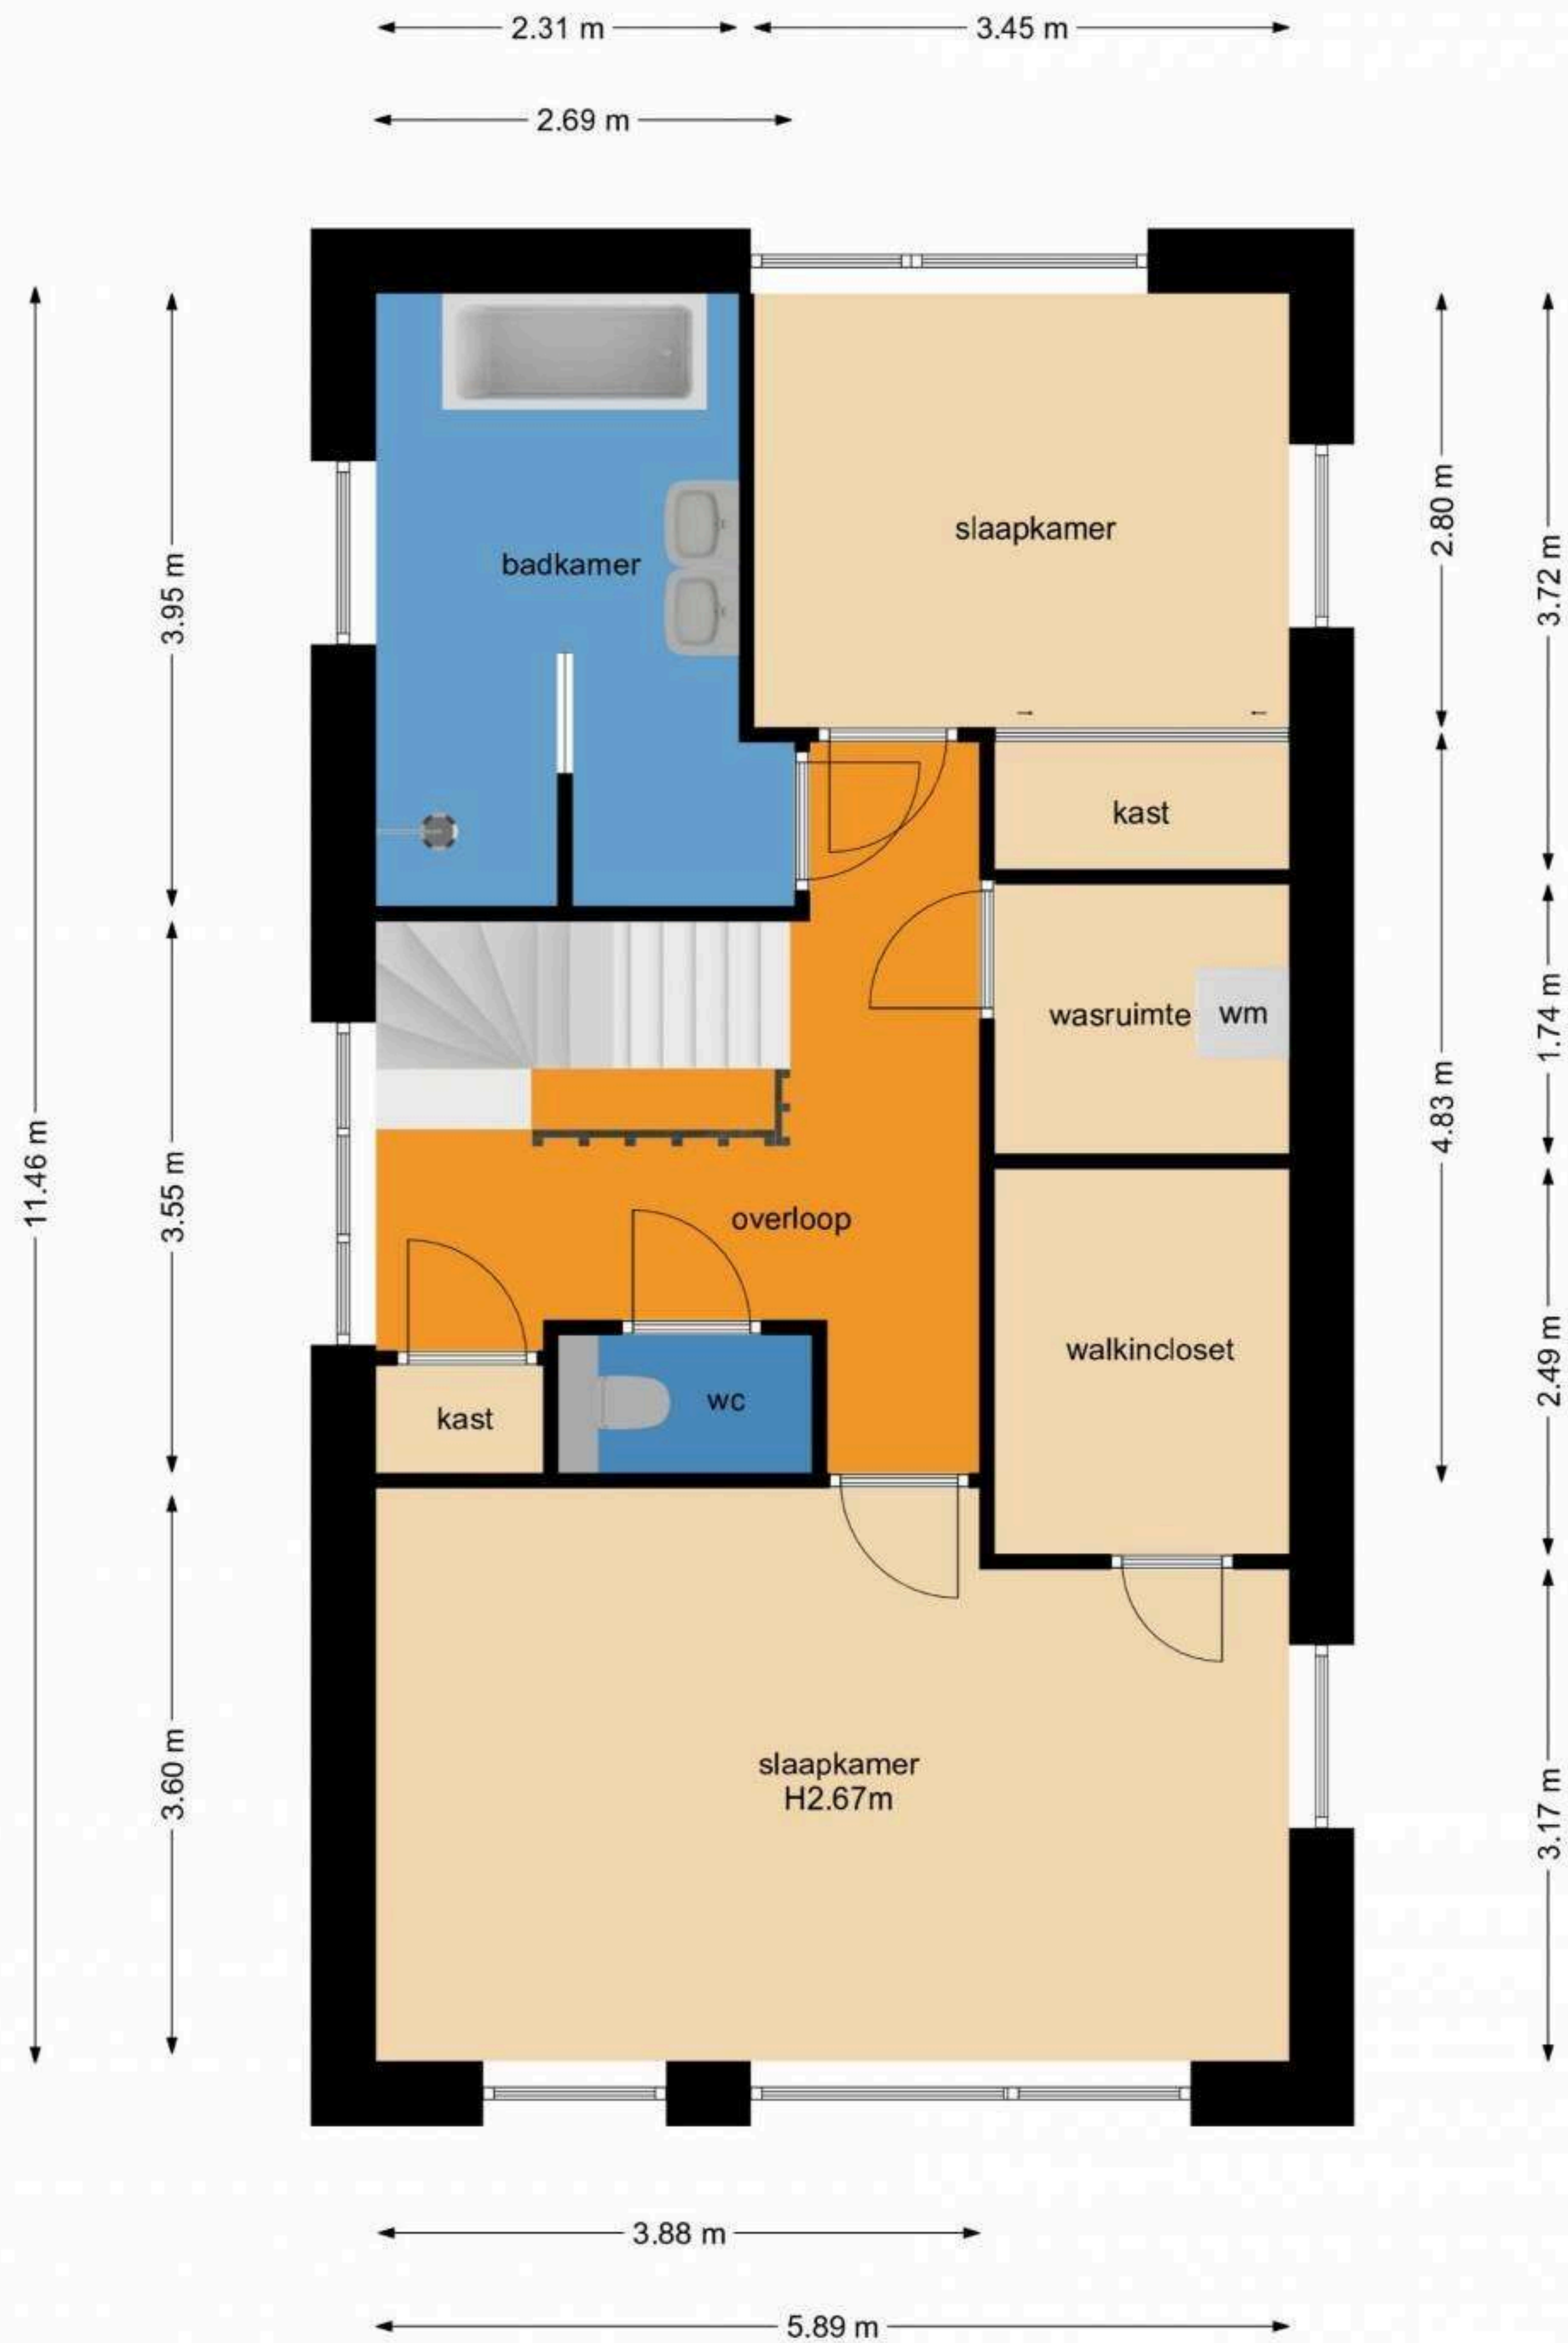 2.31 m
3.45 m
2.69 m
badkamer
slaapkamer
kast
wasruimte
wm
overloop
walkincloset
kast
wc
slaapkamer
H2.67m
11.46 m
3.95 m
3.55 m
3.60 m
2.80 m
4.83 m
3.72 m
1.74 m
2.49 m
3.17 m
3.88 m
5.89 m